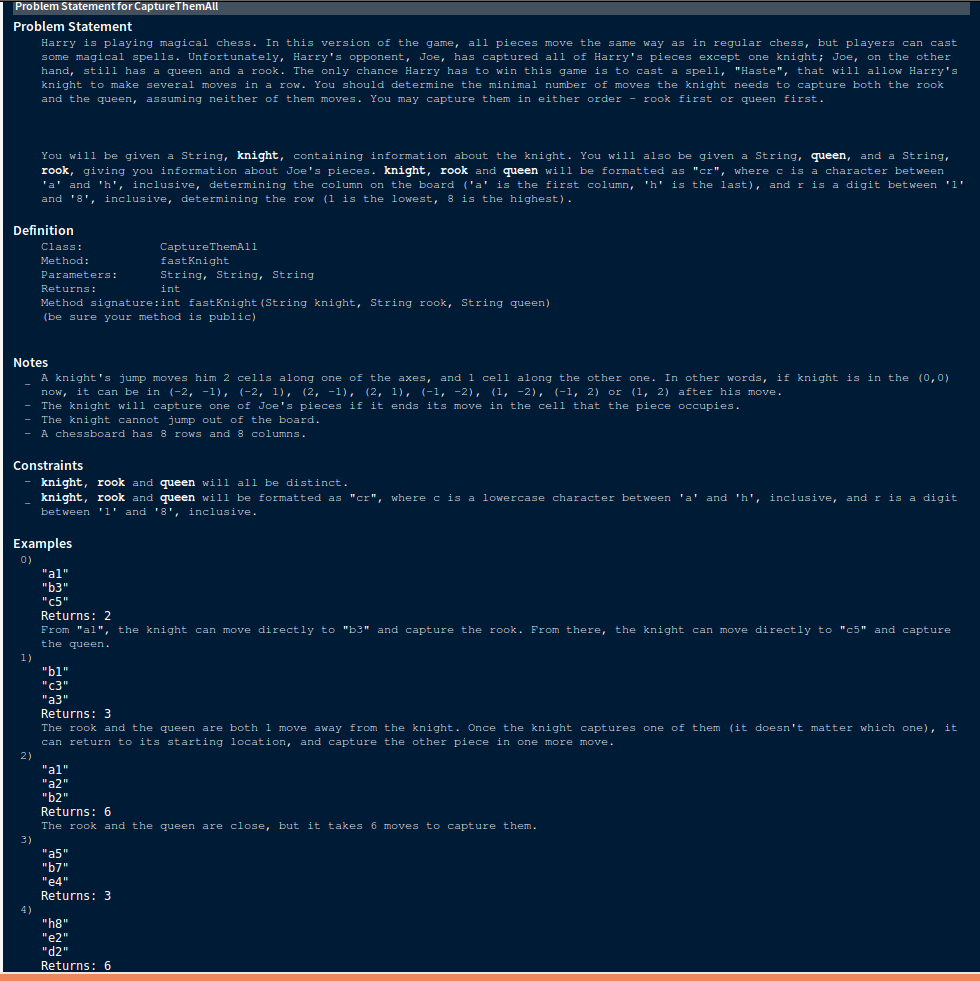 Problem Statement for CaptureThemAll
Problem Statement
Harry is playing magical chess. In this version of the game, all pieces move the same way as in regular chess, but players can cast
some magical spells. Unfortunately, Harry's opponent, Joe, has captured all of Harry's pieces except one knight; Joe, on the other
hand, still has a queen and a rook. The only chance Harry has to win this game is to cast a spell, "Haste", that will allow Harry's
knight to make several moves in a row. You should determine the minimal number of moves the knight needs to capture both the rook
and the queen, assuming neither of them moves. You may capture them in either order - rook first or queen first.
You will be given a String, knight, containing information about the knight. You will also be given a String, queen, and a String,
rook, giving you information about Joe's pieces. knight, rook and queen will be formatted as "cr", where c is a character between
'a' and 'h', inclusive, determining the column on the board ('a' is the first column, 'h' is the last), and r is a digit between '1'
and '8', inclusive, determining the row (1 is the lowest, 8 is the highest).
Definition
Class: CaptureThemAll
Method: fastKnight
Parameters: String, String, String
Returns: int
Method signature:int fastKnight(String knight, String rook, String queen)
(be sure your method is public)
Notes
- A knight's jump moves him 2 cells along one of the axes, and 1 cell along the other one. In other words, if knight is in the (0,0)
now, it can be in (-2, -1), (-2, 1), (2, -1), (2, 1), (-1, -2), (1, -2), (-1, 2) or (1, 2) after his move.
- The knight will capture one of Joe's pieces if it ends its move in the cell that the piece occupies.
- The knight cannot jump out of the board.
- A chessboard has 8 rows and 8 columns.
Constraints
- knight, rook and queen will all be distinct.
- knight, rook and queen will be formatted as "cr", where c is a lowercase character between 'a' and 'h', inclusive, and r is a digit
between '1' and '8', inclusive.
Examples
0)
"a1"
"b3"
"c5"
Returns: 2
From "a1", the knight can move directly to "b3" and capture the rook. From there, the knight can move directly to "c5" and capture
the queen.
1)
"b1"
"c3"
"a3"
Returns: 3
The rook and the queen are both 1 move away from the knight. Once the knight captures one of them (it doesn't matter which one), it
can return to its starting location, and capture the other piece in one more move.
2)
"a1"
"a2"
"b2"
Returns: 6
The rook and the queen are close, but it takes 6 moves to capture them.
3)
"a5"
"b7"
"e4"
Returns: 3
4)
"h8"
"e2"
"d2"
Returns: 6